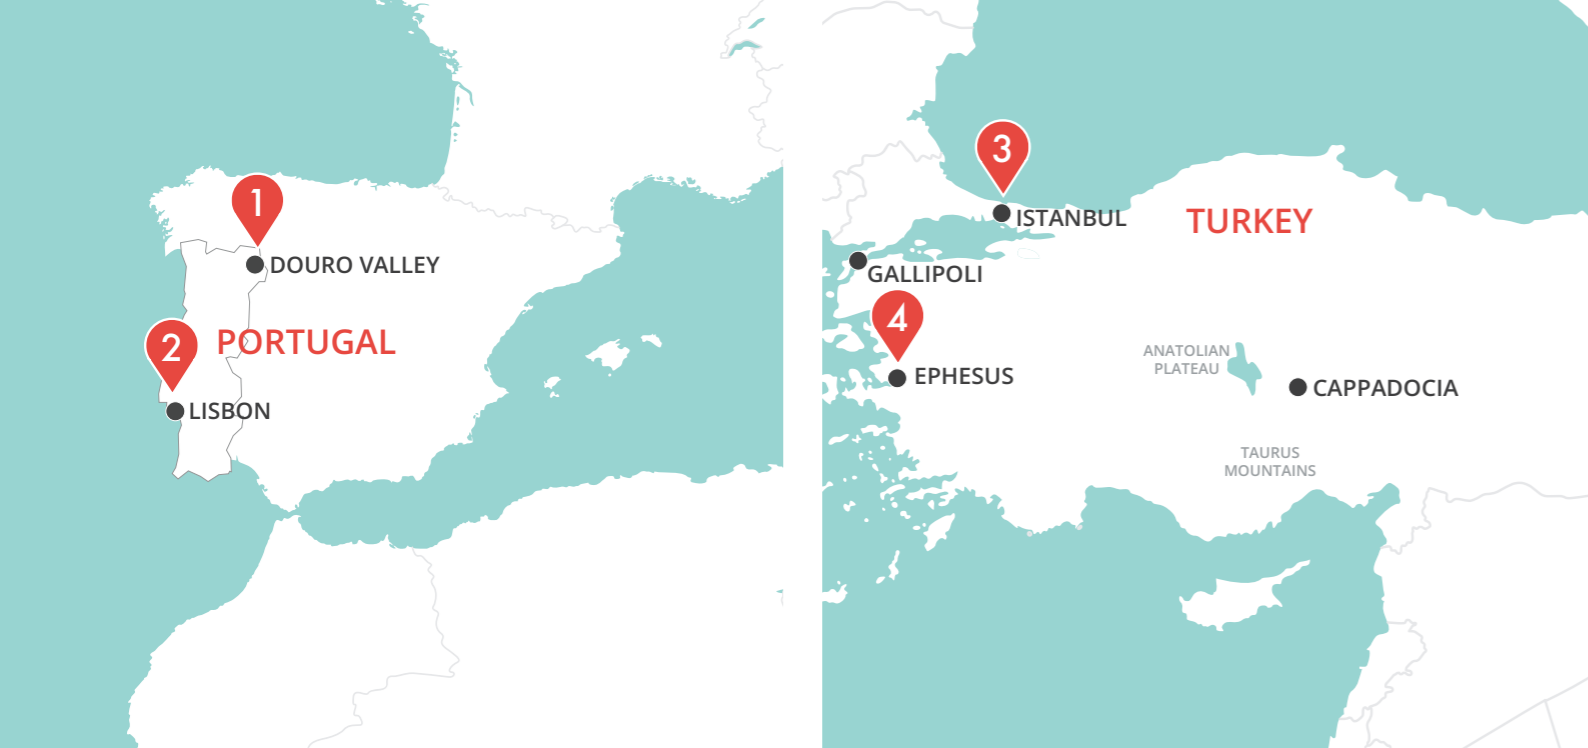 1
DOURO VALLEY
2
PORTUGAL
LISBON
3
ISTANBUL
TURKEY
GALLIPOLI
4
EPHESUS
ANATOLIAN
PLATEAU
CAPPADOCIA
TAURUS
MOUNTAINS